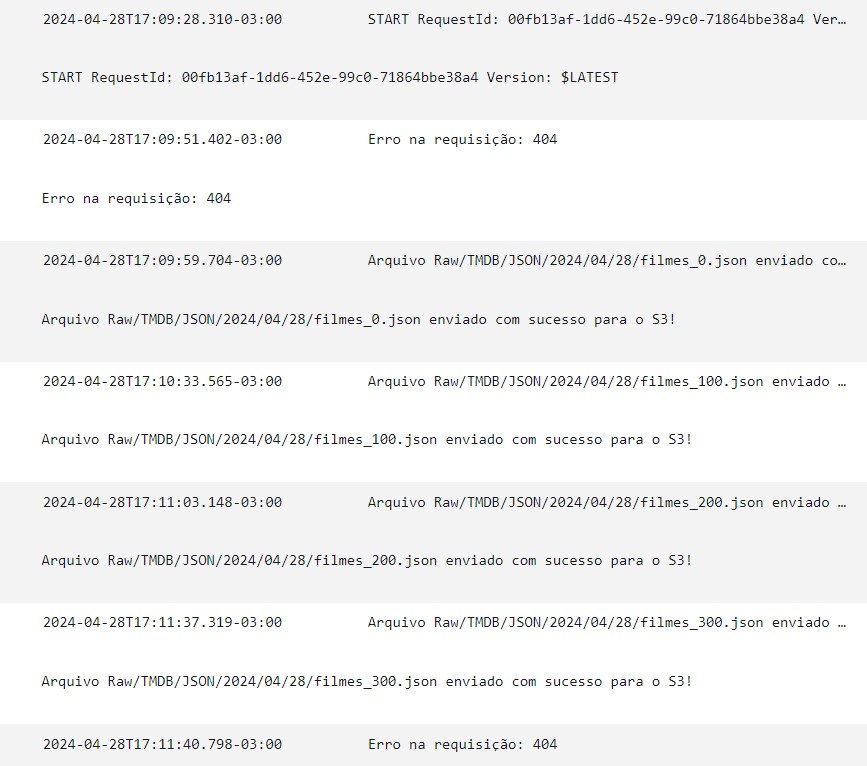 2024-04-28T17:09:28.310-03:00 START RequestId: 00fb13af-1dd6-452e-99c0-71864bbe38a4 Ver…
START RequestId: 00fb13af-1dd6-452e-99c0-71864bbe38a4 Version: $LATEST
2024-04-28T17:09:51.402-03:00 Erro na requisição: 404
Erro na requisição: 404
2024-04-28T17:09:59.704-03:00 Arquivo Raw/TMDB/JSON/2024/04/28/filmes_0.json enviado co…
Arquivo Raw/TMDB/JSON/2024/04/28/filmes_0.json enviado com sucesso para o S3!
2024-04-28T17:10:33.565-03:00 Arquivo Raw/TMDB/JSON/2024/04/28/filmes_100.json enviado …
Arquivo Raw/TMDB/JSON/2024/04/28/filmes_100.json enviado com sucesso para o S3!
2024-04-28T17:11:03.148-03:00 Arquivo Raw/TMDB/JSON/2024/04/28/filmes_200.json enviado …
Arquivo Raw/TMDB/JSON/2024/04/28/filmes_200.json enviado com sucesso para o S3!
2024-04-28T17:11:37.319-03:00 Arquivo Raw/TMDB/JSON/2024/04/28/filmes_300.json enviado …
Arquivo Raw/TMDB/JSON/2024/04/28/filmes_300.json enviado com sucesso para o S3!
2024-04-28T17:11:40.798-03:00 Erro na requisição: 404